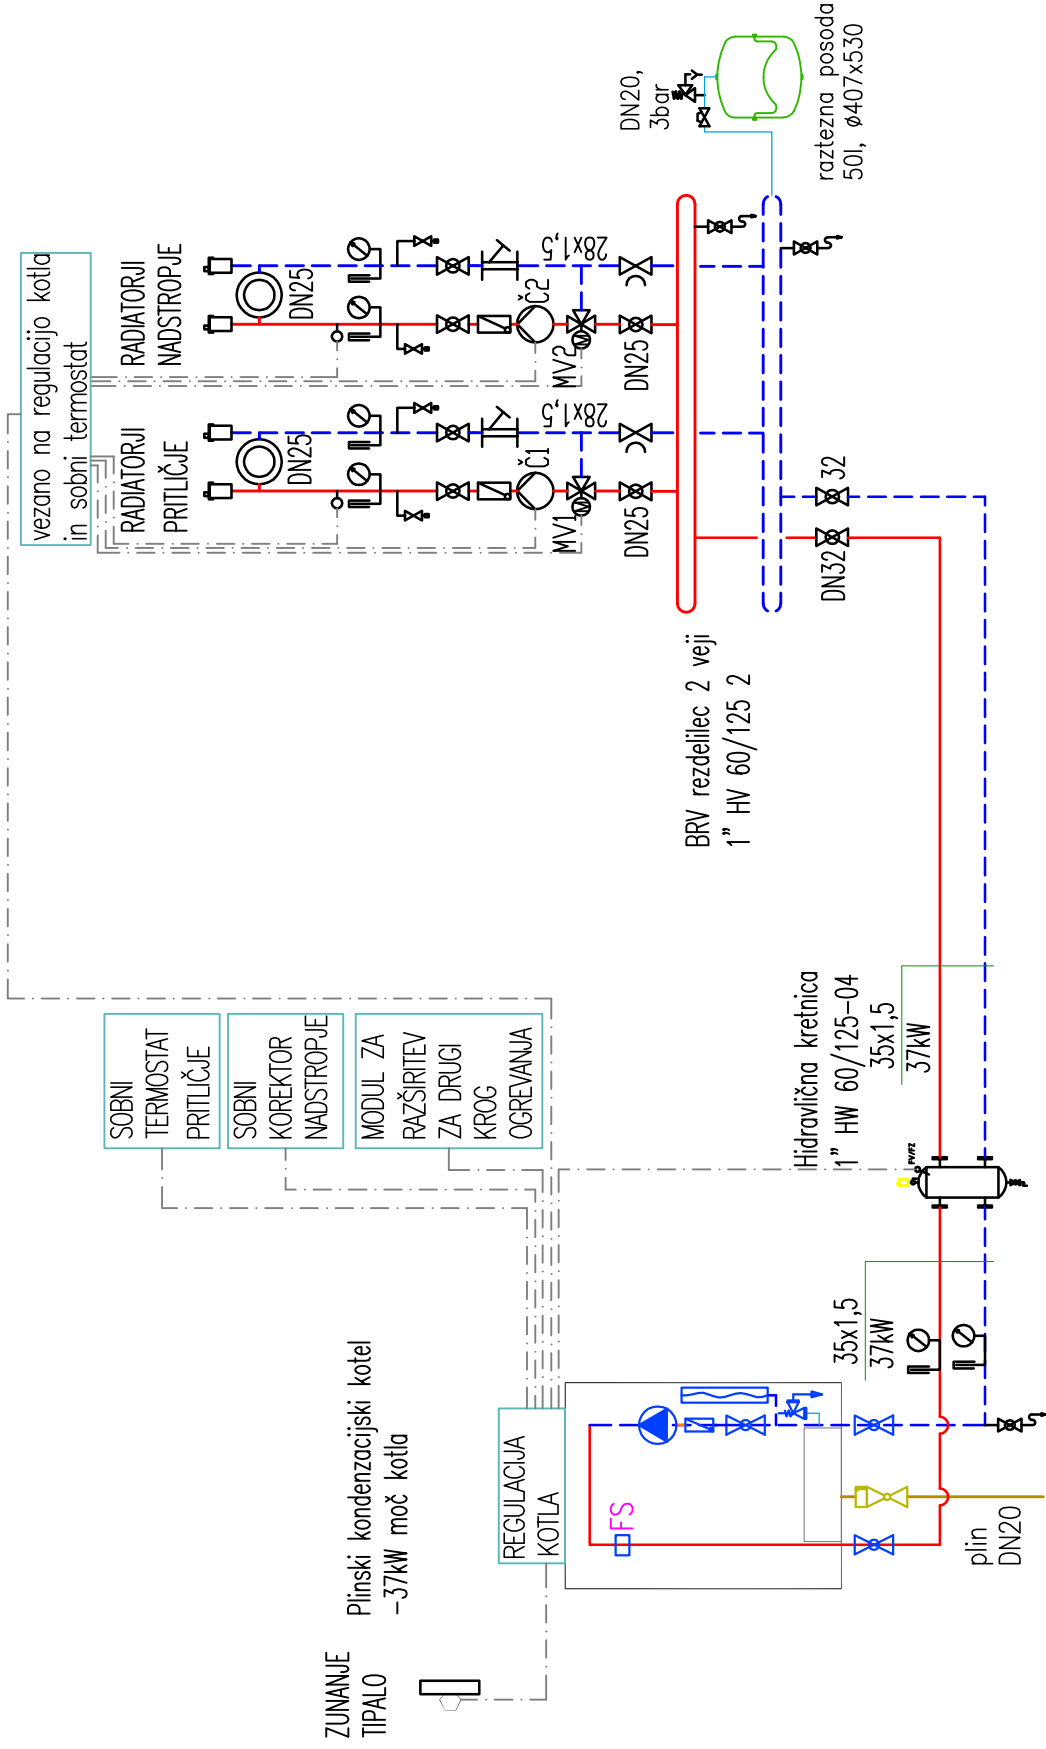 ZUNANJE
TIPALO
Plinski kondenzacijski kotel
-37kW moč kotla
REGULACIJA
KOTLA
FS
plin
DN20
35x1,5
37kW
SOBNI
TERMOSTAT
PRITLIČJE
SOBNI
KOREKTOR
NADSTROPJE
MODUL ZA
RAZŠIRITEV
ZA DRUGI
KROG
OGREVANJA
Hidravlična kretnica
1" HW 60/125-04
35x1,5
37kW
FV/FZ
BRV rezdelilec 2 veji
1" HV 60/125 2
DN32
32
vezano na regulacijo kotla
in sobni termostat
RADIATORJI
PRITLIČJE
DN25
Č1
MV1
28x1,5
DN25
RADIATORJI
NADSTROPJE
DN25
Č2
MV2
28x1,5
DN25
DN20,
3bar
raztezna posoda
50l, ø407x530